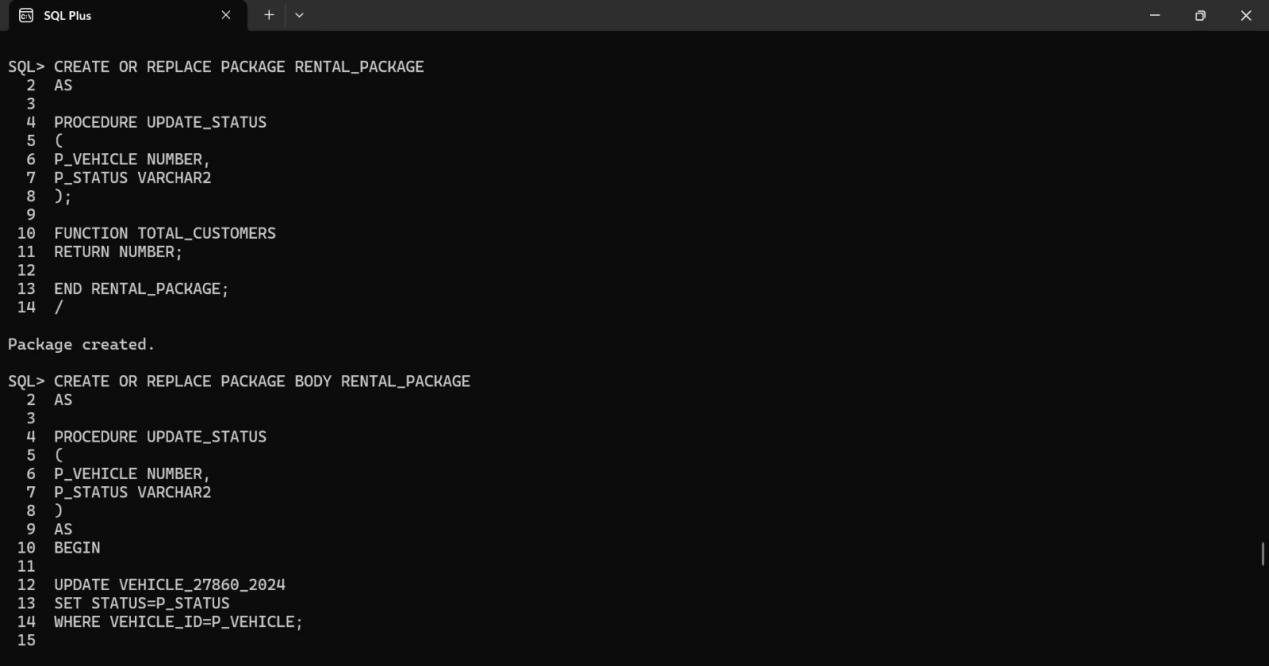 SQL Plus
SQL> CREATE OR REPLACE PACKAGE RENTAL_PACKAGE
2 AS
3
4 PROCEDURE UPDATE_STATUS
5 (
6 P_VEHICLE NUMBER,
7 P_STATUS VARCHAR2
8 );
9
10 FUNCTION TOTAL_CUSTOMERS
11 RETURN NUMBER;
12
13 END RENTAL_PACKAGE;
14 /
Package created.
SQL> CREATE OR REPLACE PACKAGE BODY RENTAL_PACKAGE
2 AS
3
4 PROCEDURE UPDATE_STATUS
5 (
6 P_VEHICLE NUMBER,
7 P_STATUS VARCHAR2
8 )
9 AS
10 BEGIN
11
12 UPDATE VEHICLE_27860_2024
13 SET STATUS=P_STATUS
14 WHERE VEHICLE_ID=P_VEHICLE;
15